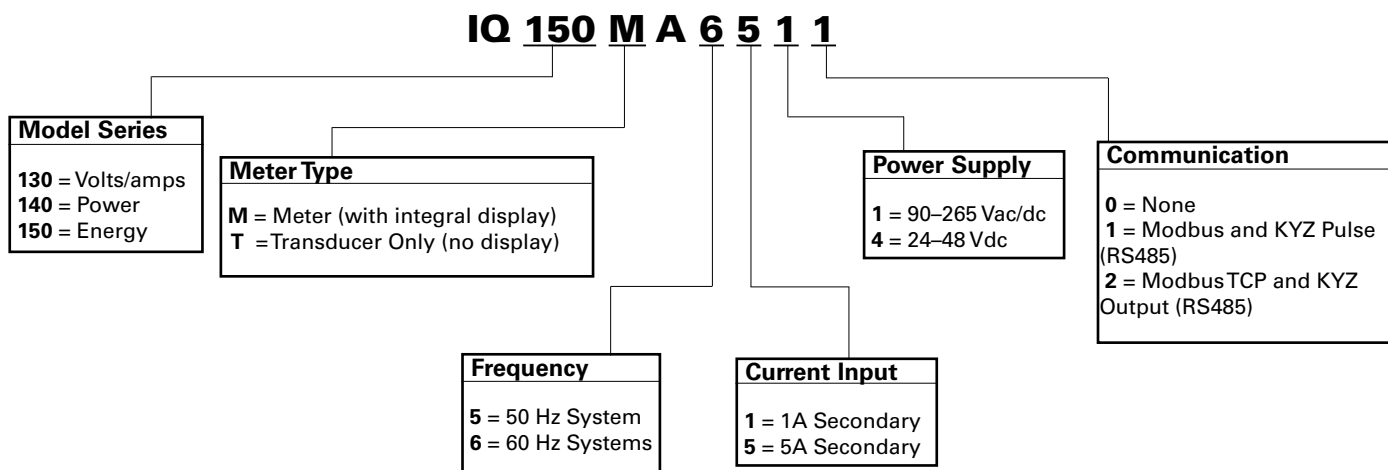 IQ 150 M A 6 5 1 1
Model Series
130 = Volts/amps
140 = Power
150 = Energy
Meter Type
M = Meter (with integral display)
T = Transducer Only (no display)
Power Supply
1 = 90–265 Vac/dc
4 = 24–48 Vdc
Communication
0 = None
1 = Modbus and KYZ Pulse
(RS485)
2 = Modbus TCP and KYZ
Output (RS485)
Frequency
5 = 50 Hz System
6 = 60 Hz Systems
Current Input
1 = 1A Secondary
5 = 5A Secondary